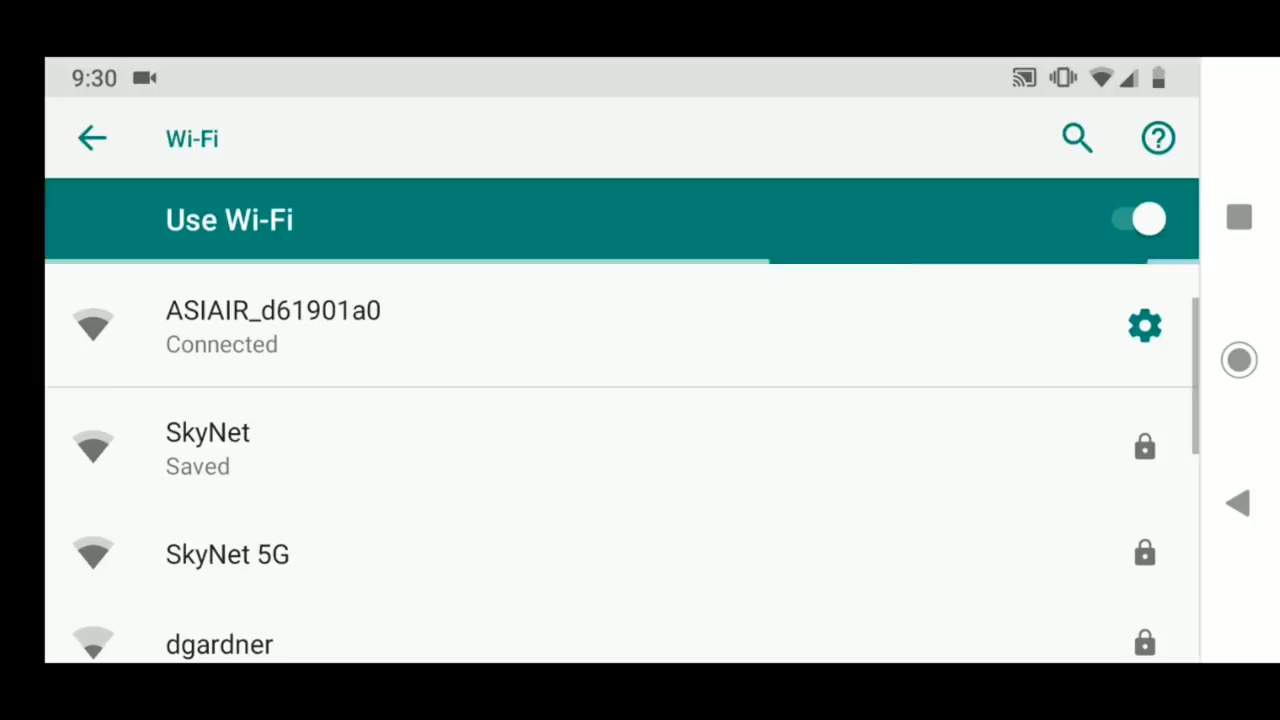 9:30
Wi-Fi
Use Wi-Fi
ASIAIR_d61901a0
Connected
SkyNet
Saved
SkyNet 5G
dgardner